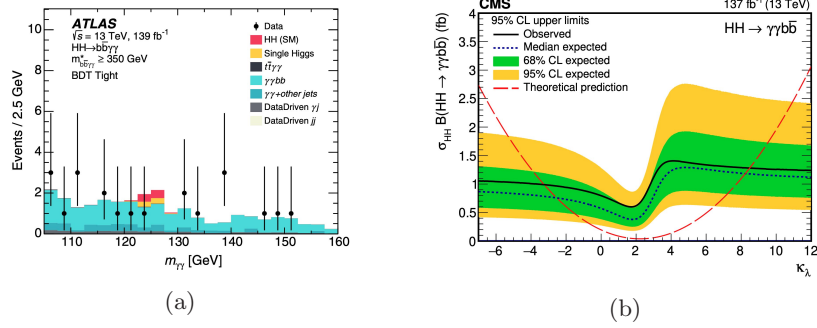 ATLAS
√s = 13 TeV, 139 fb⁻¹
HH→bb̄γγ
m*bb̄γγ ≥ 350 GeV
BDT Tight
Data
HH (SM)
Single Higgs
tt̄γγ
γγbb
γγ+other jets
DataDriven γj
DataDriven jj
Events / 2.5 GeV
10
8
6
4
2
0
110 120 130 140 150 160
mγγ [GeV]
(a)
CMS 137 fb⁻¹ (13 TeV)
95% CL upper limits
Observed
Median expected
68% CL expected
95% CL expected
Theoretical prediction
HH → γγbb̄
σHH B(HH → γγbb̄) (fb)
4
3.5
3
2.5
2
1.5
1
0.5
0
−6 −4 −2 0 2 4 6 8 10 12
κλ
(b)